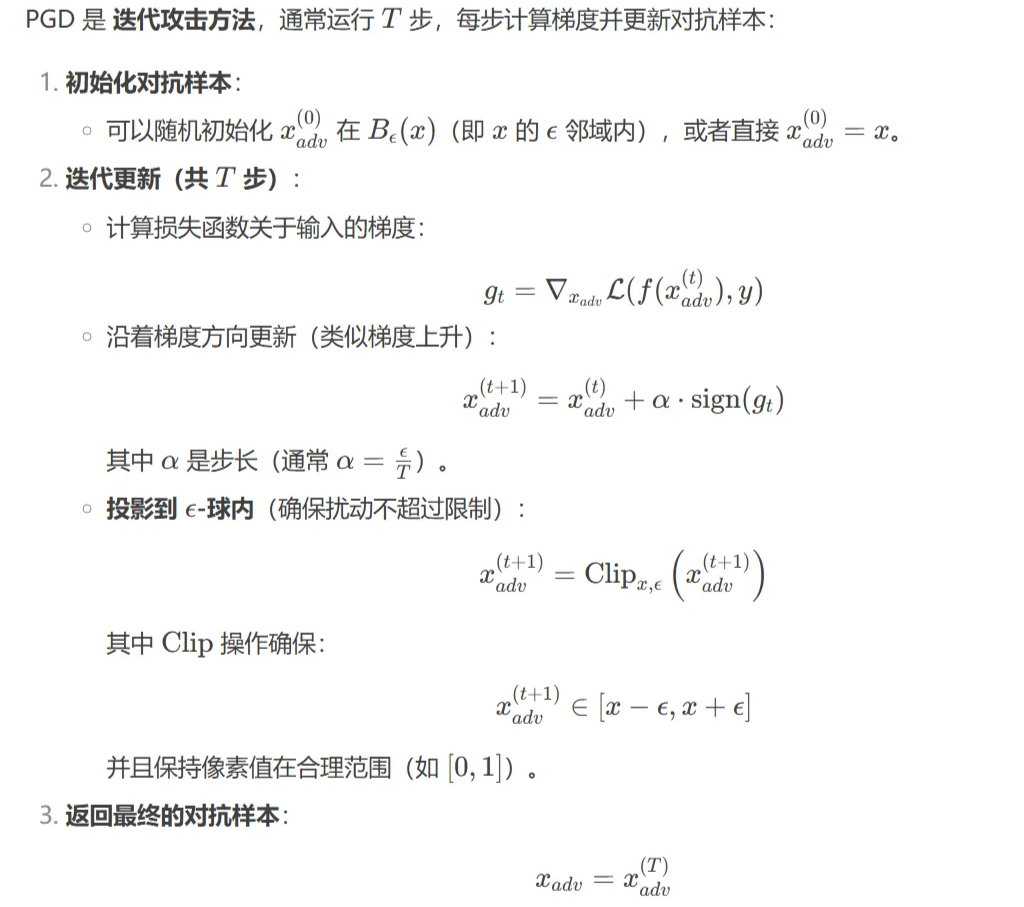 PGD 是 迭代攻击方法，通常运行 $T$ 步，每步计算梯度并更新对抗样本：
1. 初始化对抗样本：
○ 可以随机初始化 $x_{adv}^{(0)}$ 在 $B_{\epsilon}(x)$（即 $x$ 的 $\epsilon$ 邻域内），或者直接 $x_{adv}^{(0)} = x$。
2. 迭代更新（共 $T$ 步）：
○ 计算损失函数关于输入的梯度：
$g_t = \nabla_{x_{adv}} \mathcal{L}(f(x_{adv}^{(t)}), y)$
○ 沿着梯度方向更新（类似梯度上升）：
$x_{adv}^{(t+1)} = x_{adv}^{(t)} + \alpha \cdot \text{sign}(g_t)$
其中 $\alpha$ 是步长（通常 $\alpha = \frac{\epsilon}{T}$）。
○ 投影到 $\epsilon$-球内（确保扰动不超过限制）：
$x_{adv}^{(t+1)} = \text{Clip}_{x,\epsilon} \left( x_{adv}^{(t+1)} \right)$
其中 Clip 操作确保：
$x_{adv}^{(t+1)} \in [x - \epsilon, x + \epsilon]$
并且保持像素值在合理范围（如 $[0, 1]$）。
3. 返回最终的对抗样本：
$x_{adv} = x_{adv}^{(T)}$